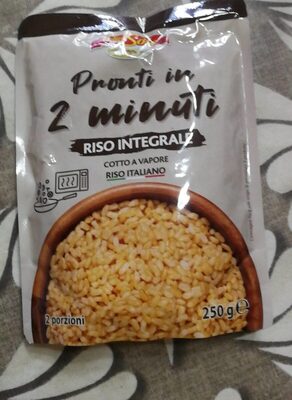 Pronti in
2 minuti
RISO INTEGRALE
COTTO A VAPORE
RISO ITALIANO
2 porzioni
250 g e